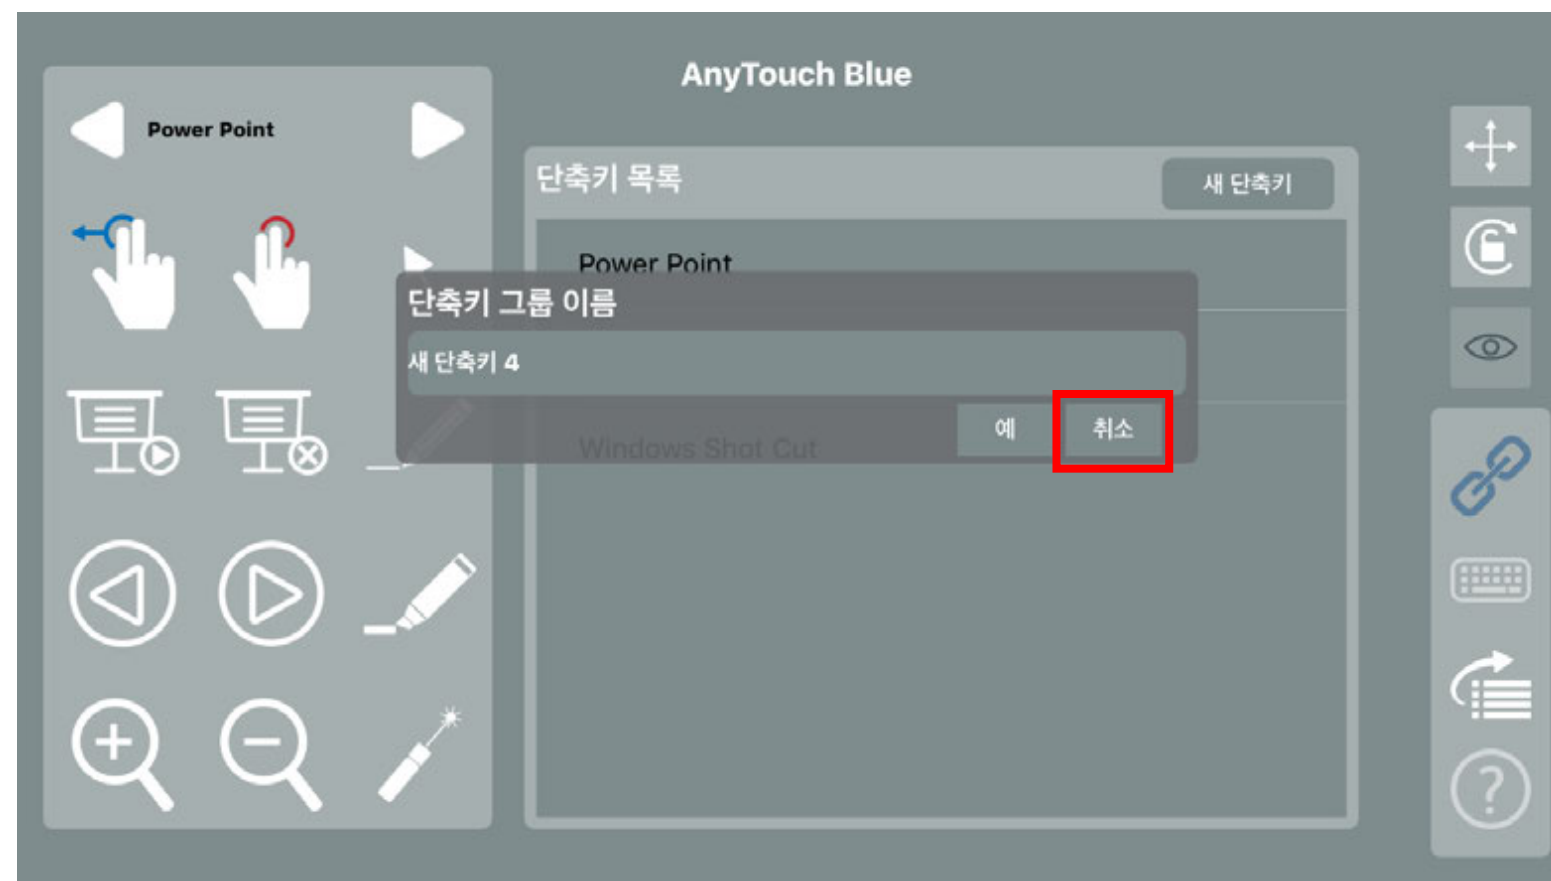 AnyTouch Blue
Power Point
단축키 목록
새 단축키
Power Point
단축키 그룹 이름
새 단축키 4
예
취소
Windows Shot Cut